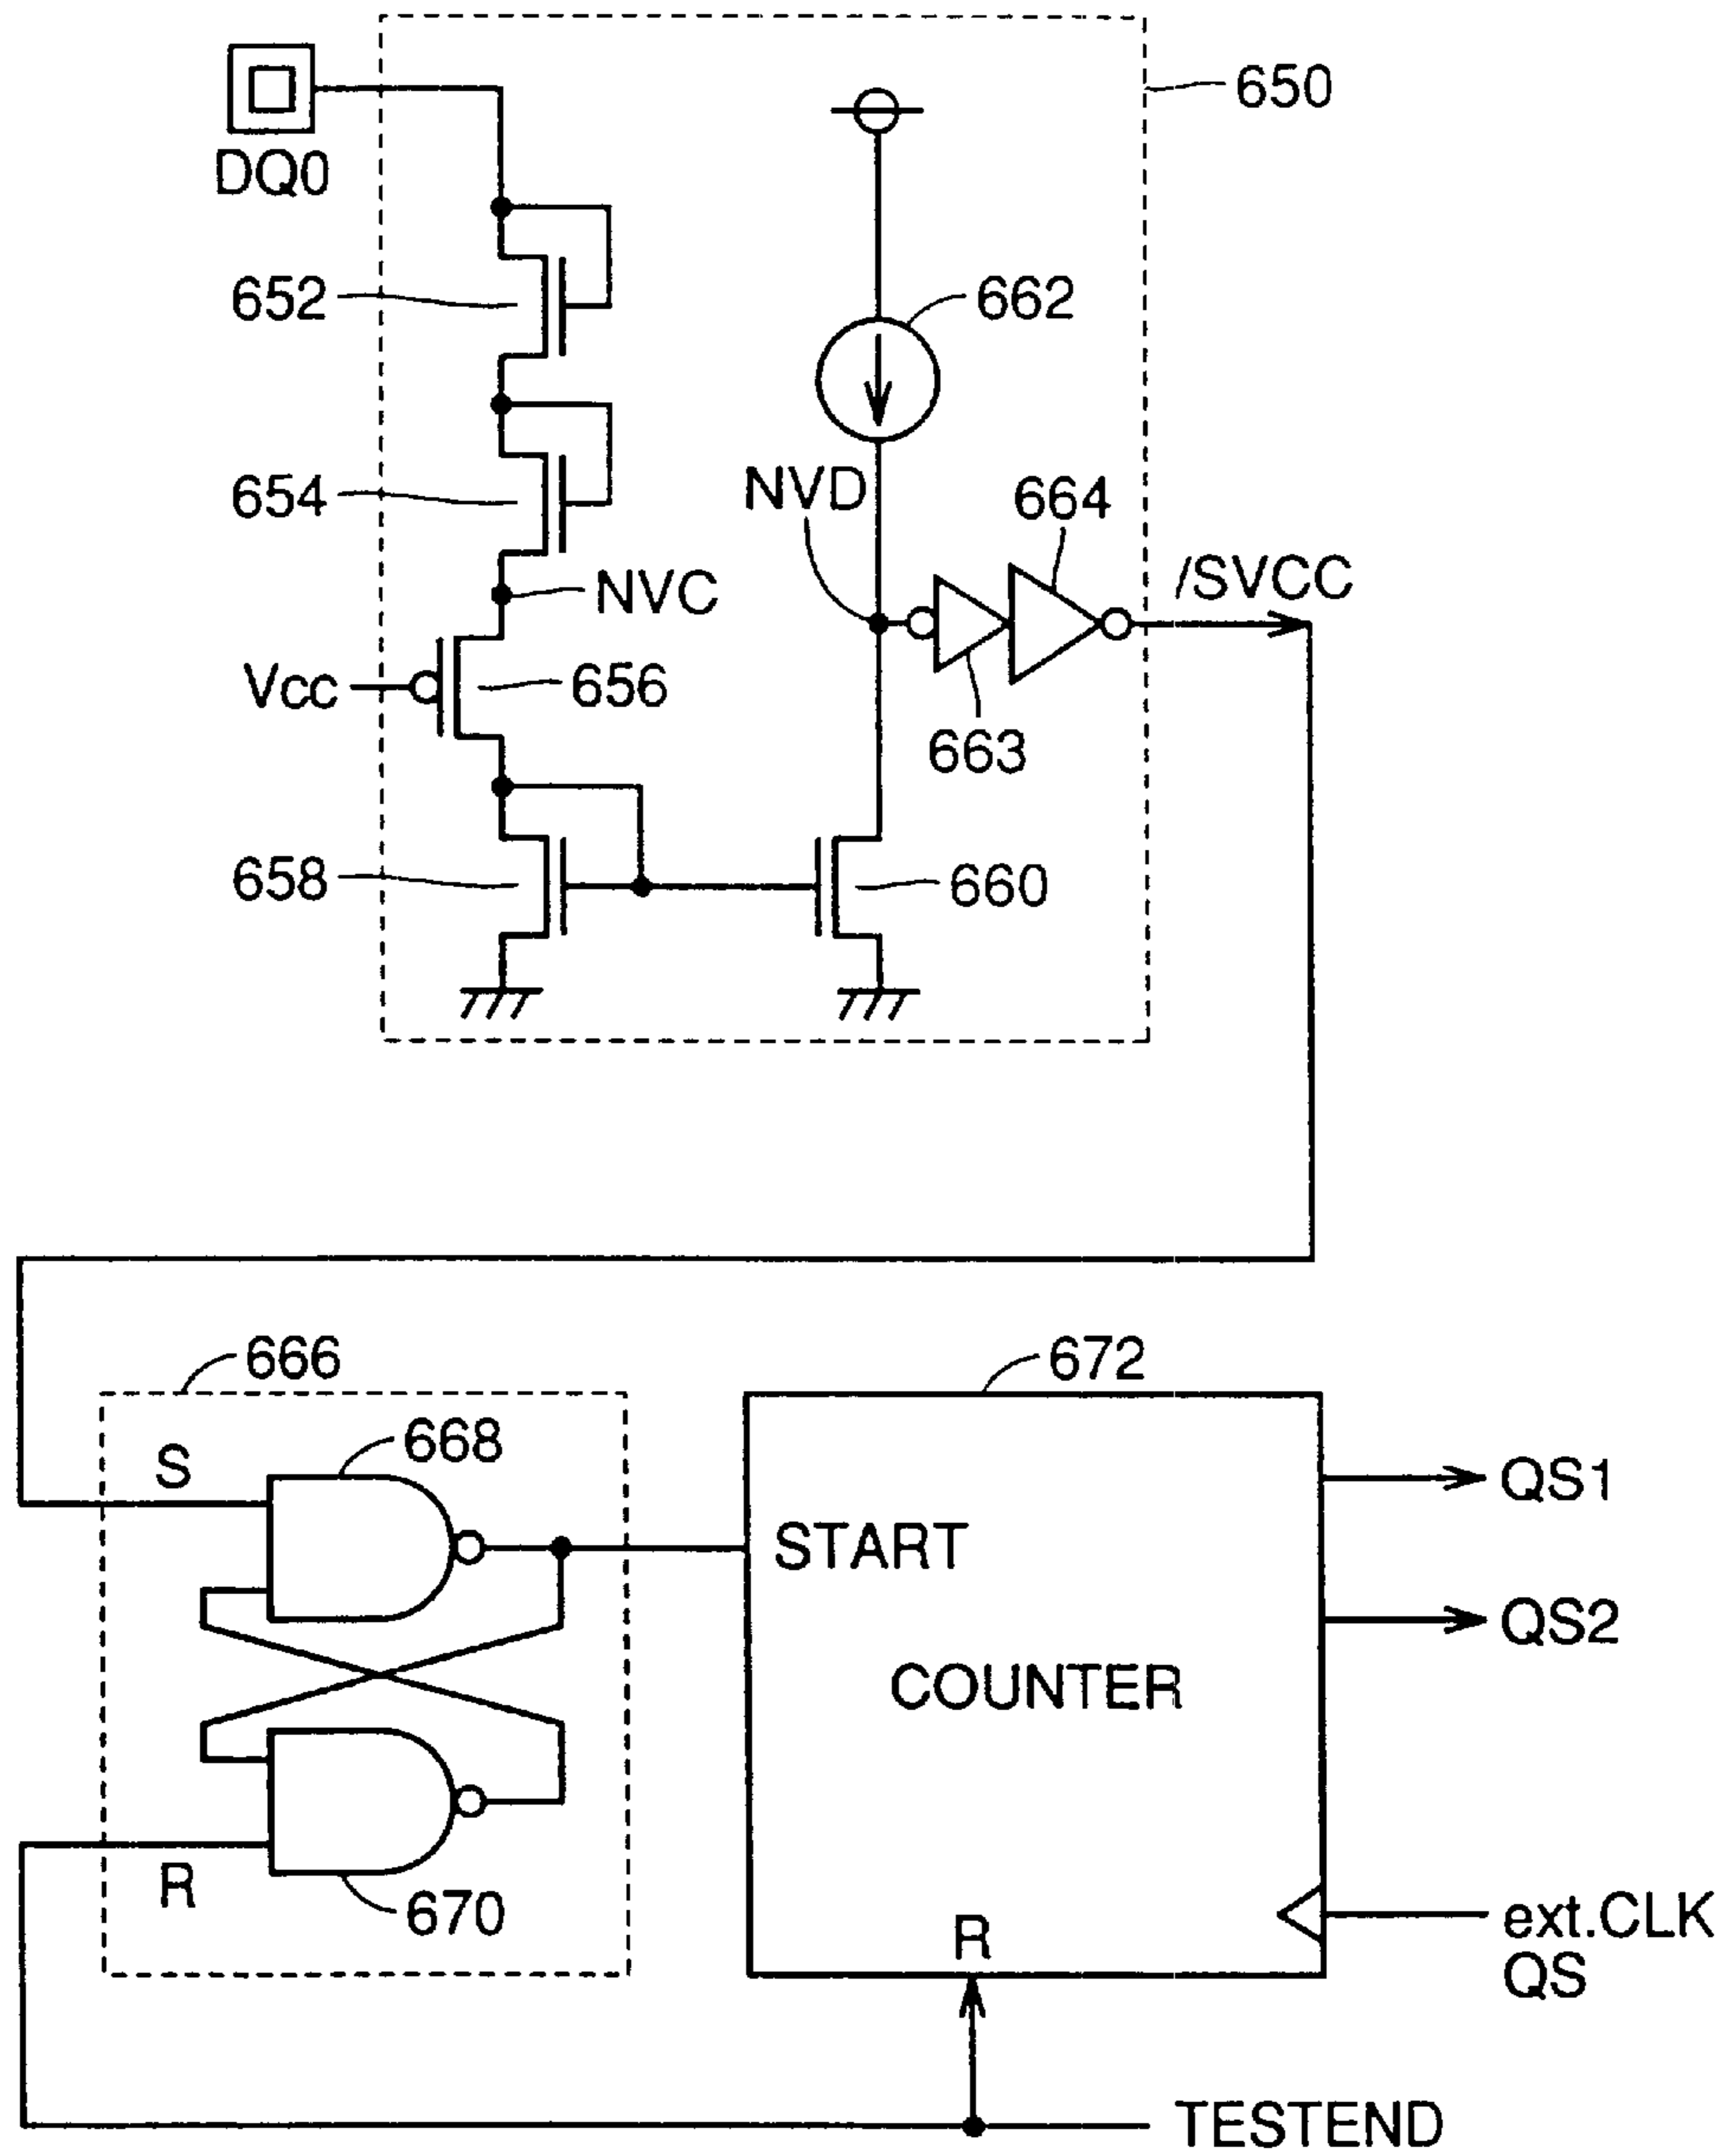 650
DQ0
652
662
654
NVD
664
NVC
/SVCC
Vcc
656
663
658
660
666
672
S
668
QS1
START
QS2
COUNTER
R
670
R
ext.CLK
QS
TESTEND